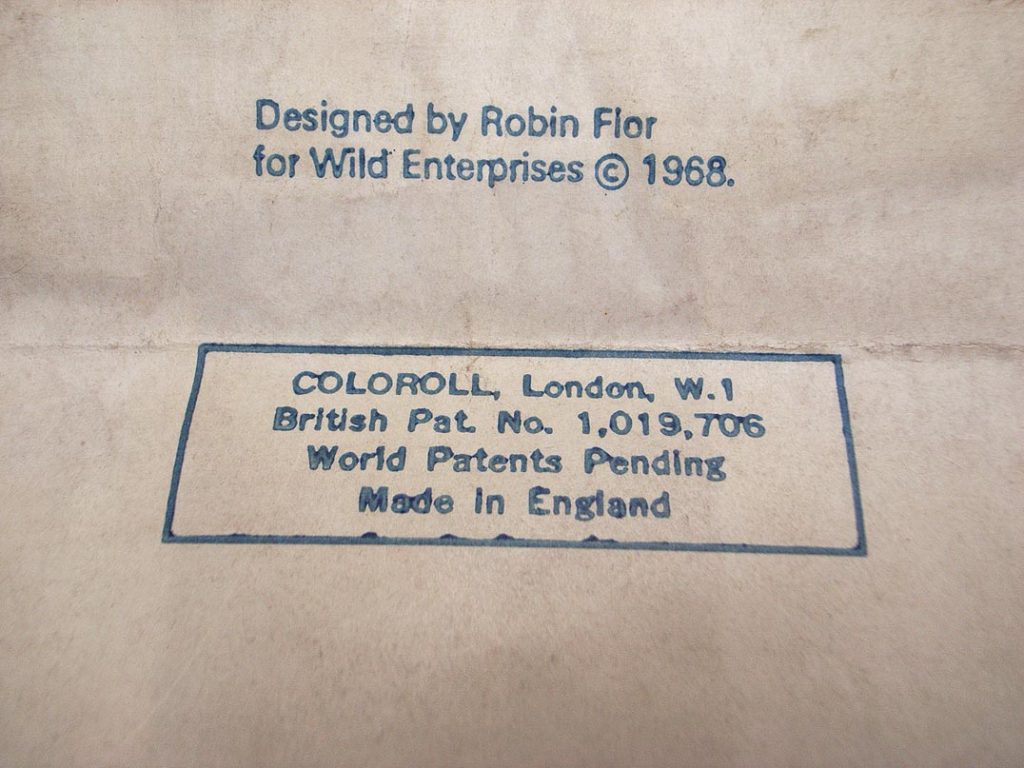 Designed by Robin Fior
for Wild Enterprises © 1968.
COLOROLL, London, W.1
British Pat. No. 1,019,706
World Patents Pending
Made in England